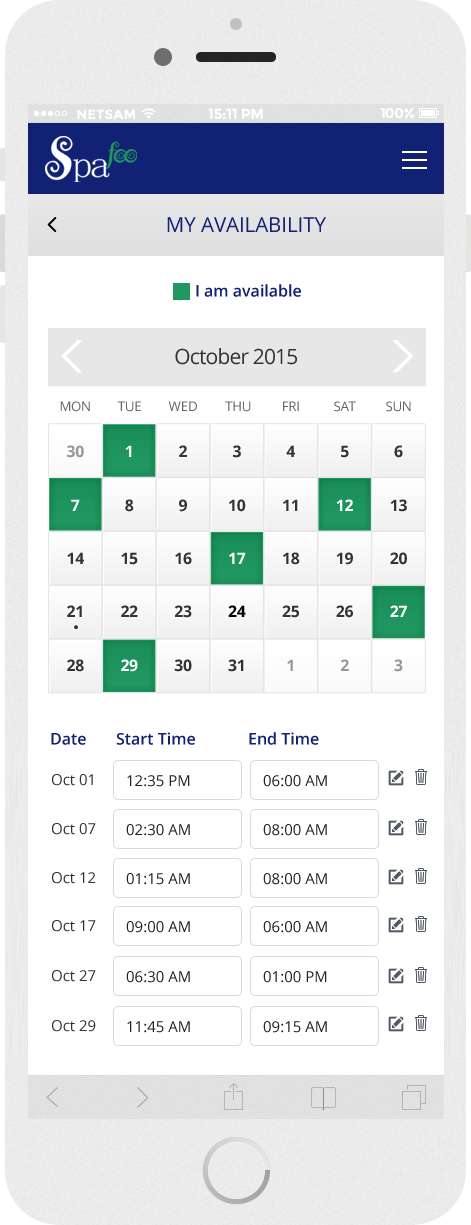 NETSAM 15:11 PM 100%
Spafoo
MY AVAILABILITY
I am available
October 2015
MON TUE WED THU FRI SAT SUN
30 1 2 3 4 5 6
7 8 9 10 11 12 13
14 15 16 17 18 19 20
21 22 23 24 25 26 27
28 29 30 31 1 2 3
Date Start Time End Time
Oct 01 12:35 PM 06:00 AM
Oct 07 02:30 AM 08:00 AM
Oct 12 01:15 AM 08:00 AM
Oct 17 09:00 AM 06:00 AM
Oct 27 06:30 AM 01:00 PM
Oct 29 11:45 AM 09:15 AM